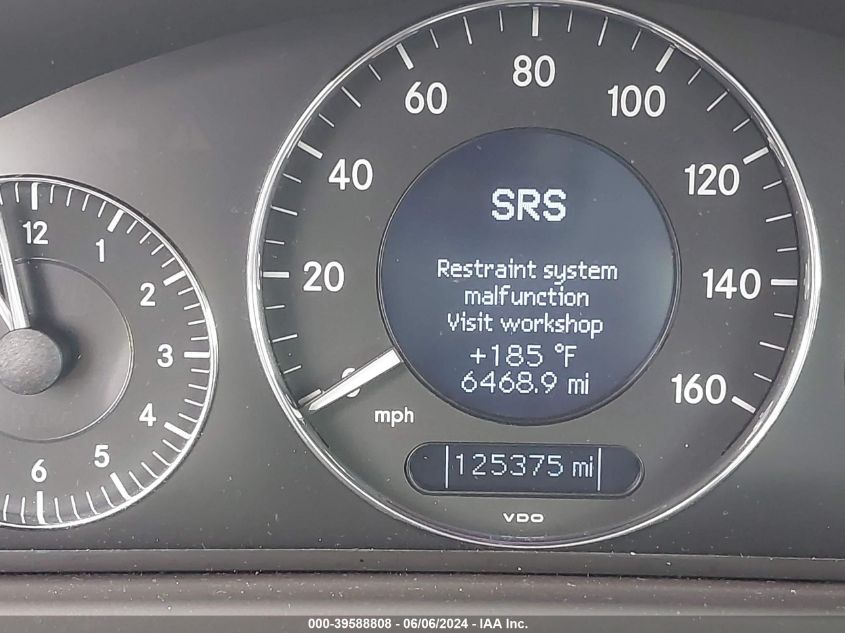 80
60
100
40
120
20
140
0
160
mph
SRS
Restraint system
malfunction
Visit workshop
+185 °F
6468.9 mi
125375 mi
VDO
12
1
2
3
4
5
6
000-39588808 - 06/06/2024 - IAA Inc.